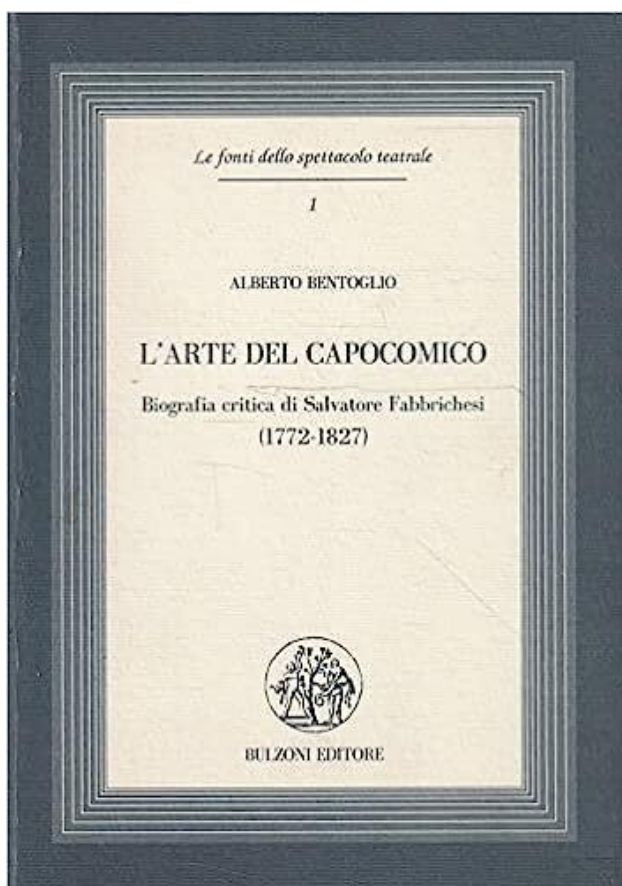 Le fonti dello spettacolo teatrale
1
ALBERTO BENTOGLIO
L'ARTE DEL CAPOCOMICO
Biografia critica di Salvatore Fabbrichesi
(1772-1827)
BULZONI EDITORE